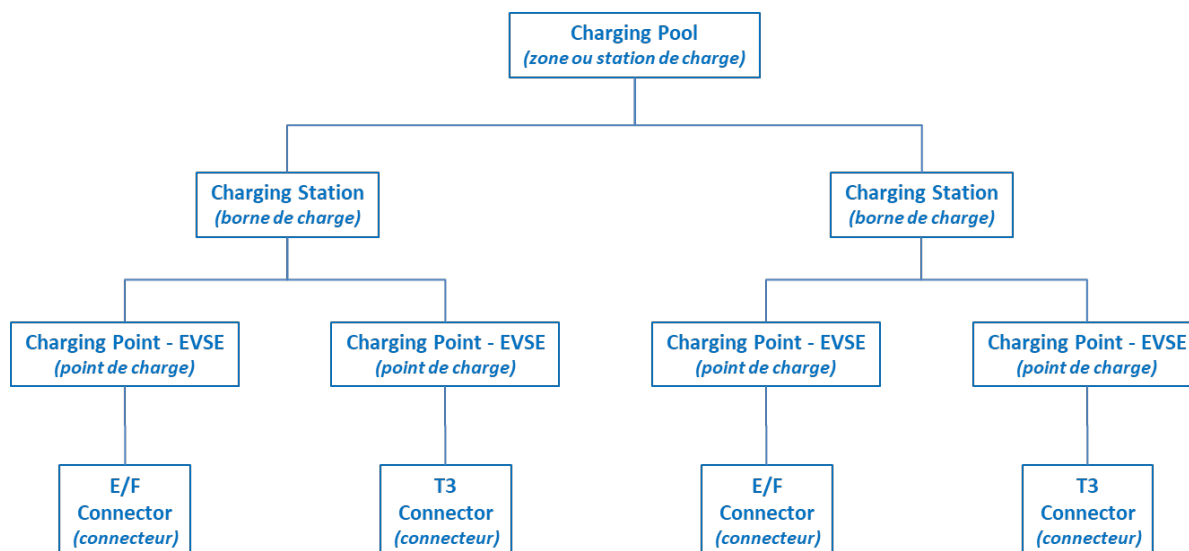 Charging Pool
(zone ou station de charge)
Charging Station
(borne de charge)
Charging Station
(borne de charge)
Charging Point - EVSE
(point de charge)
Charging Point - EVSE
(point de charge)
Charging Point - EVSE
(point de charge)
Charging Point - EVSE
(point de charge)
E/F
Connector
(connecteur)
T3
Connector
(connecteur)
E/F
Connector
(connecteur)
T3
Connector
(connecteur)